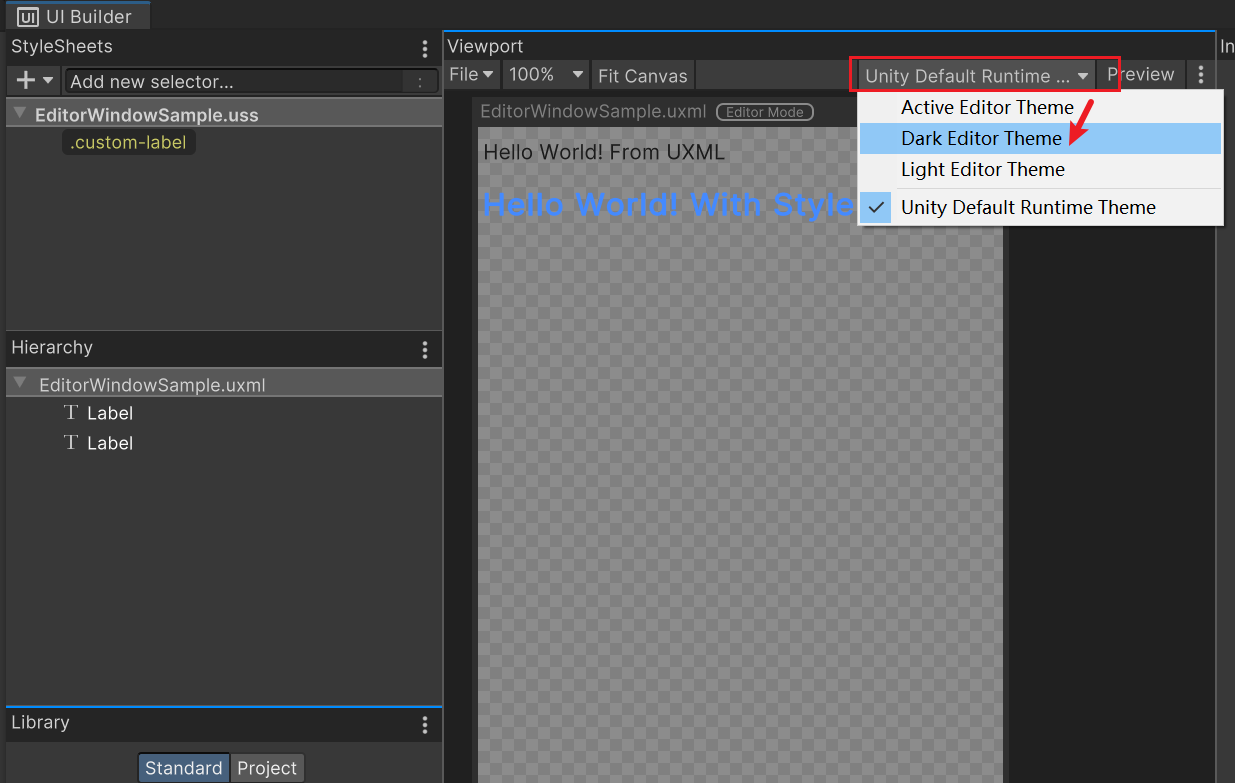 UI Builder
StyleSheets
Add new selector...
EditorWindowSample.uss
.custom-label
Hierarchy
EditorWindowSample.uxml
Label
Label
Library
Standard Project
Viewport
File 100% Fit Canvas Unity Default Runtime ... Preview
EditorWindowSample.uxml Editor Mode
Hello World! From UXML
Hello World! With Style
Active Editor Theme
Dark Editor Theme
Light Editor Theme
Unity Default Runtime Theme
In